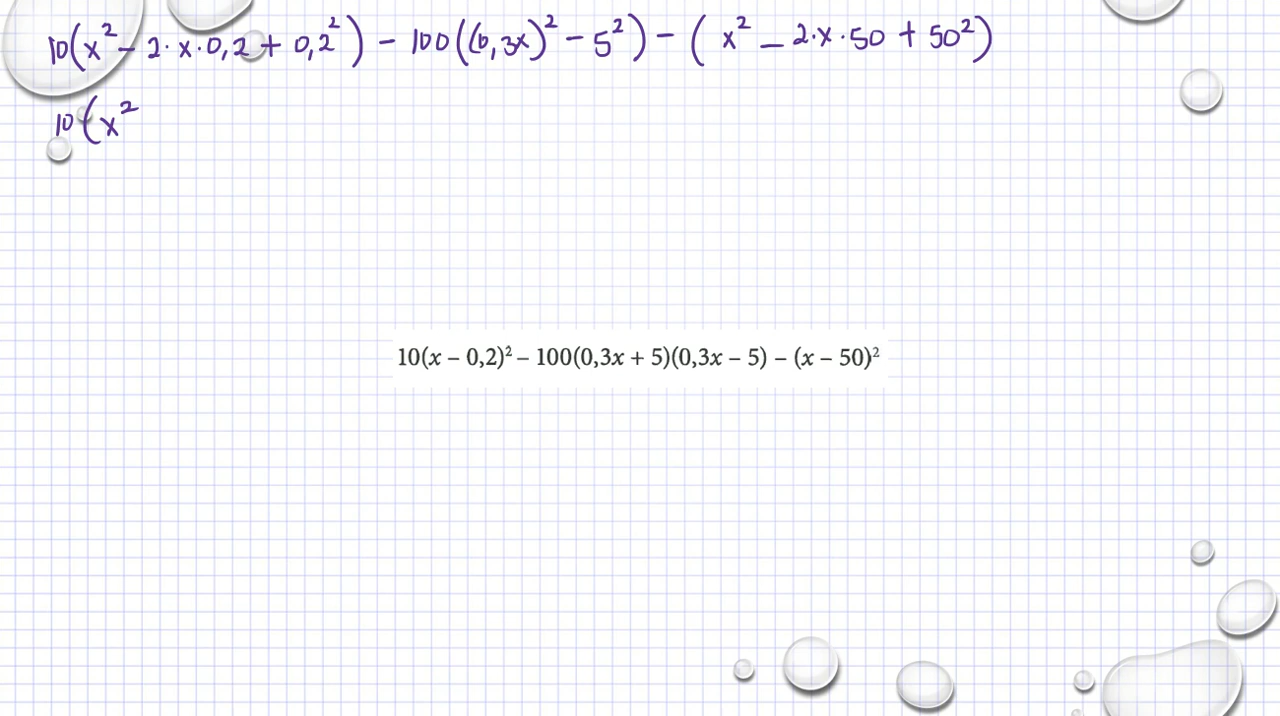 10(x² - 2·x·0,2 + 0,2²) - 100((0,3x)² - 5²) - (x² - 2·x·50 + 50²)
10(x²
10(x – 0,2)² – 100(0,3x + 5)(0,3x – 5) – (x – 50)²